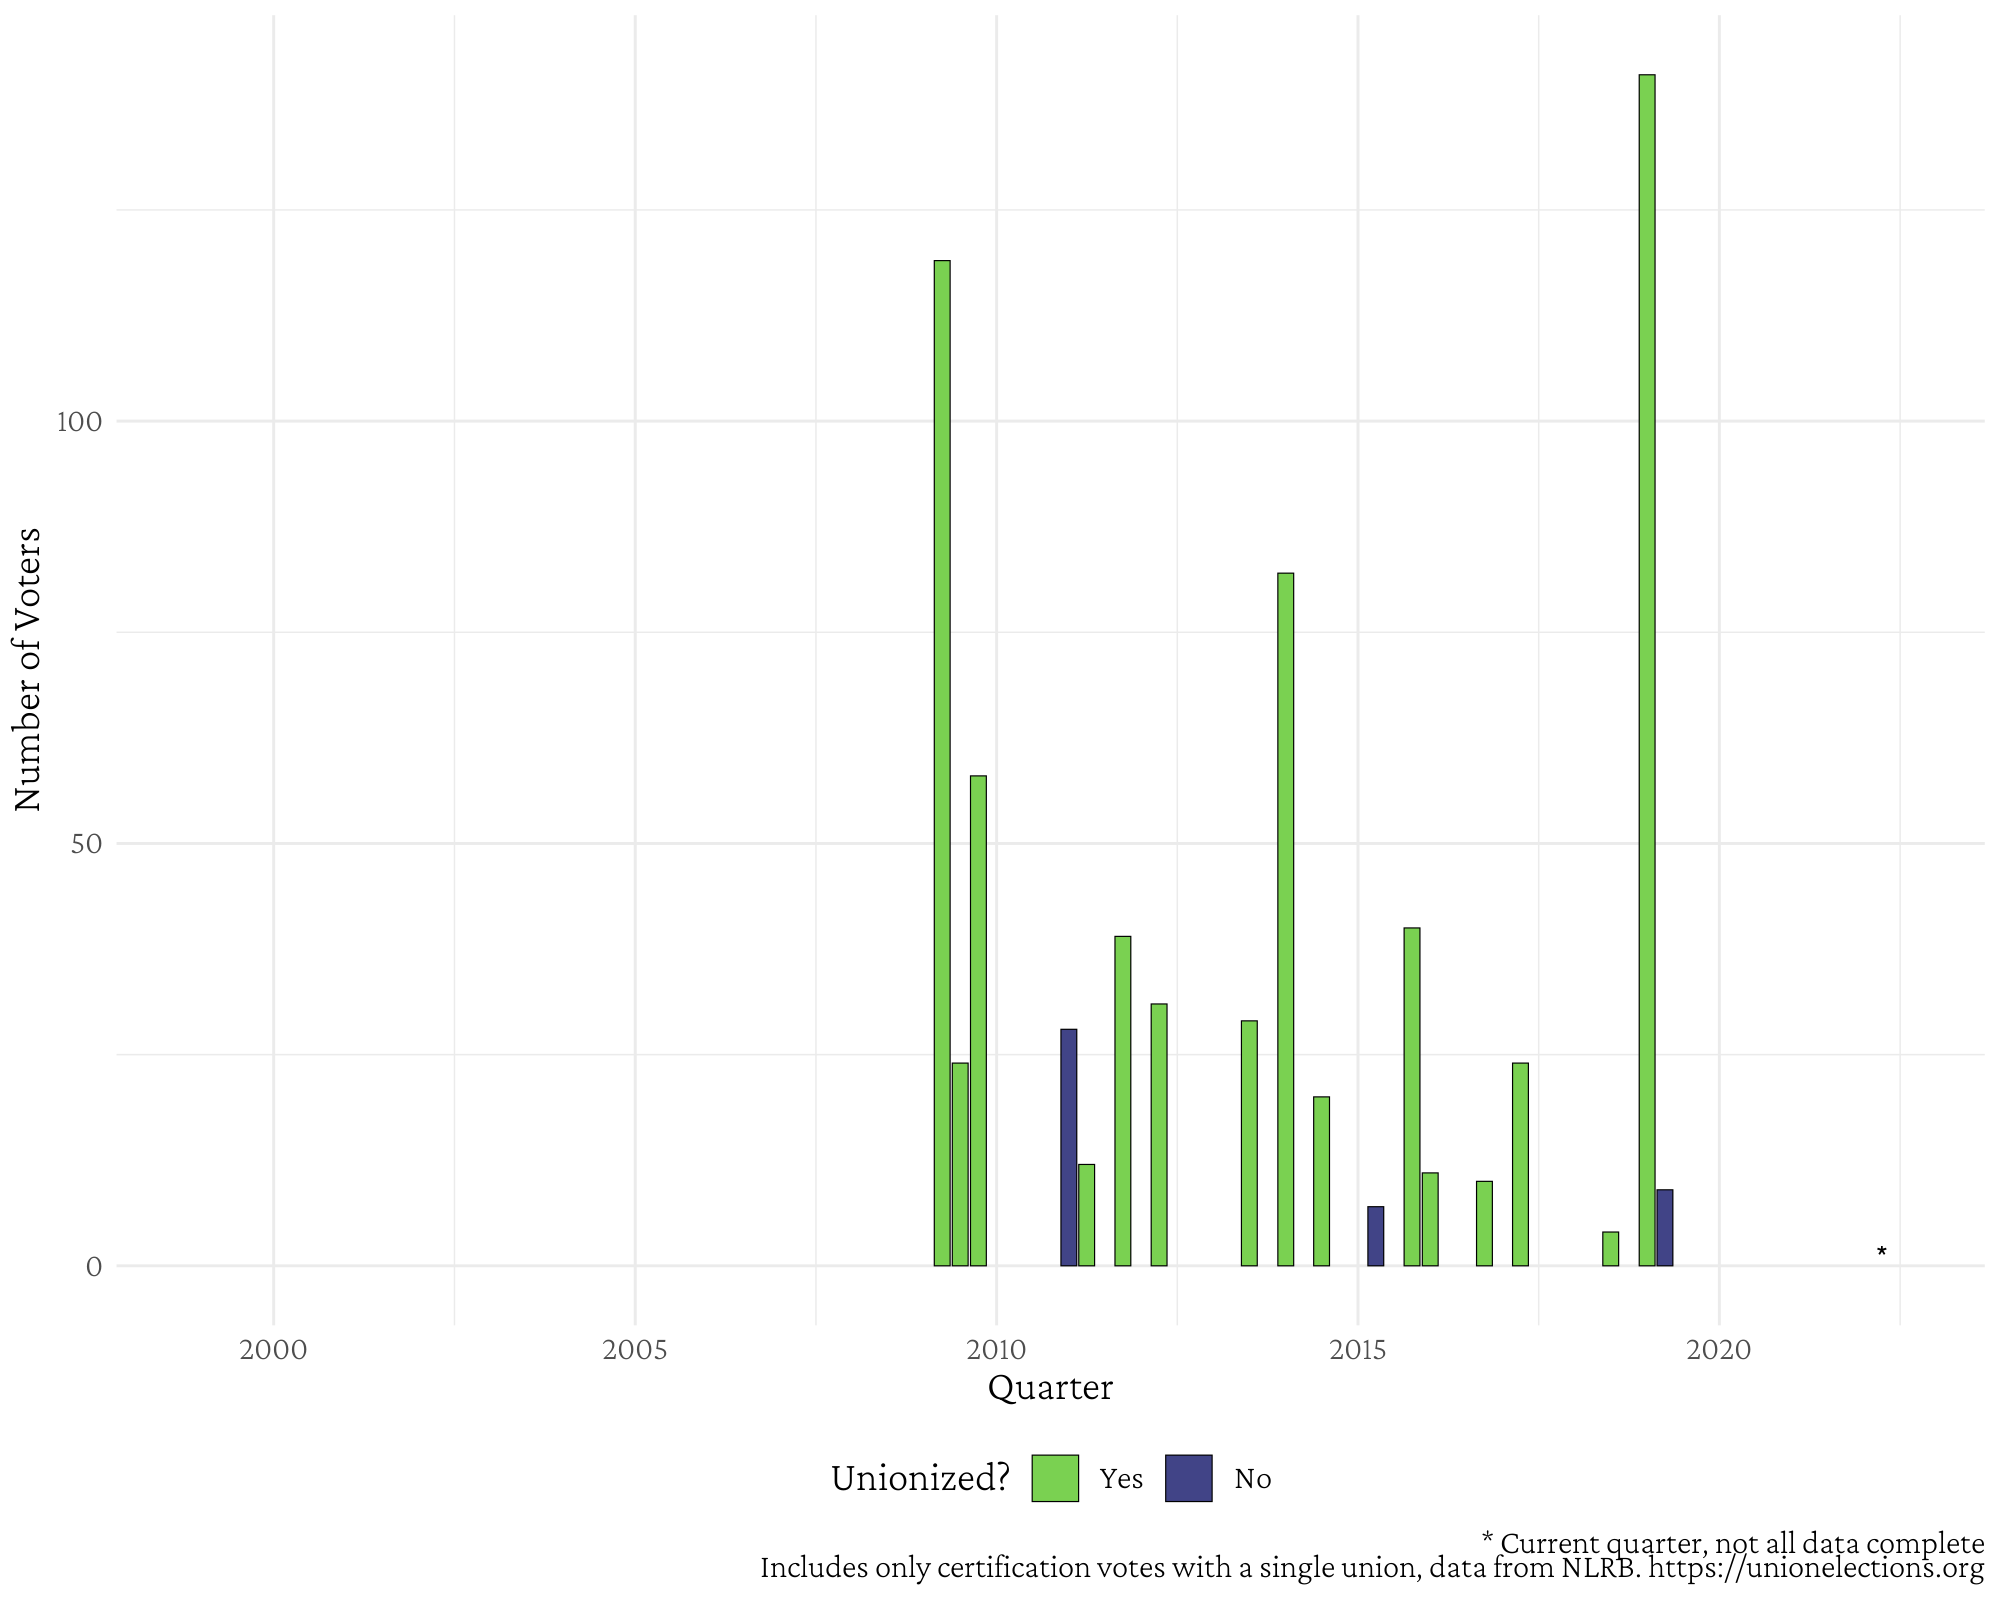 Number of Voters
100
50
0
*
2000 2005 2010 2015 2020
Quarter
Unionized? Yes No
* Current quarter, not all data complete
Includes only certification votes with a single union, data from NLRB. https://unionelections.org